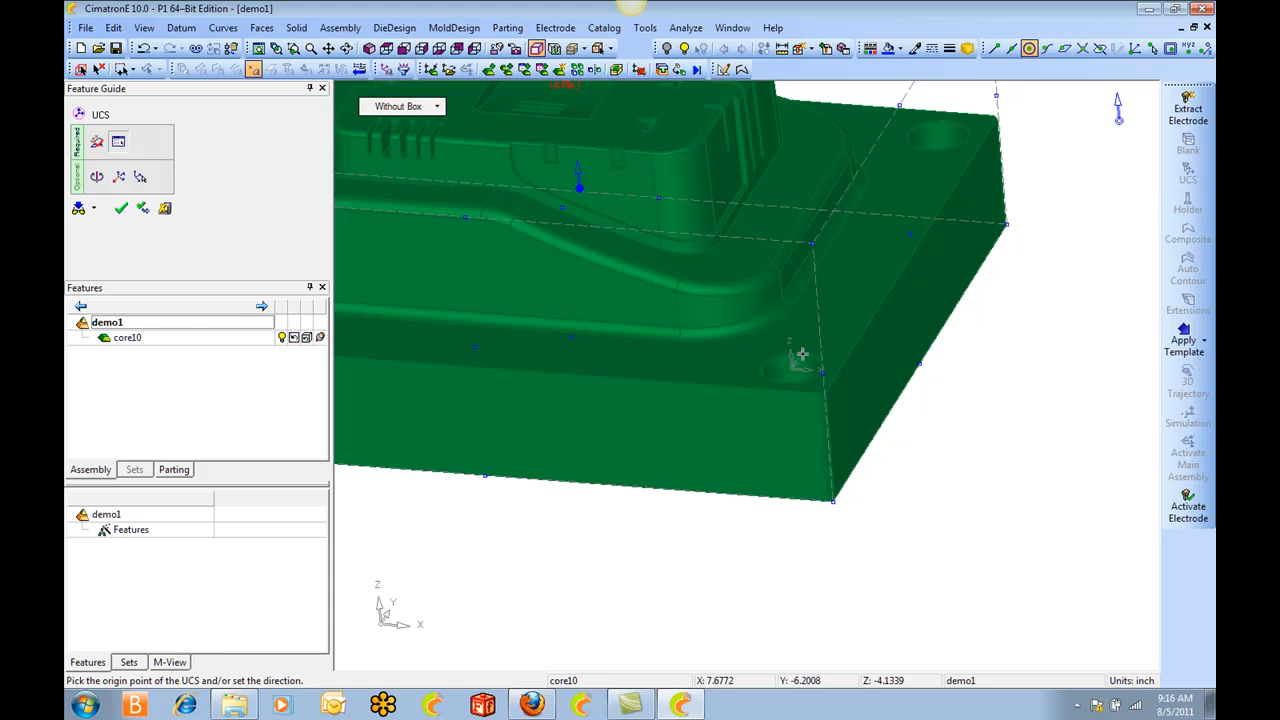 CimatronE 10.0 - P1 64-Bit Edition - [demo1]
File Edit View Datum Curves Faces Solid Assembly DieDesign MoldDesign Parting Electrode Catalog Tools Analyze Window Help
Feature Guide
UCS
Required
Optional
Without Box
Features
demo1
core10
Assembly Sets Parting
demo1
Features
Features Sets M-View
Z
Y
X
Extract
Electrode
Blank
UCS
Holder
Composite
Auto
Contour
Extensions
Apply
Template
3D
Trajectory
Simulation
Activate
Main
Assembly
Activate
Electrode
Pick the origin point of the UCS and/or set the direction. core10 X: 7.6772 Y: -6.2008 Z: -4.1339 demo1 Units: inch
9:16 AM
8/5/2011